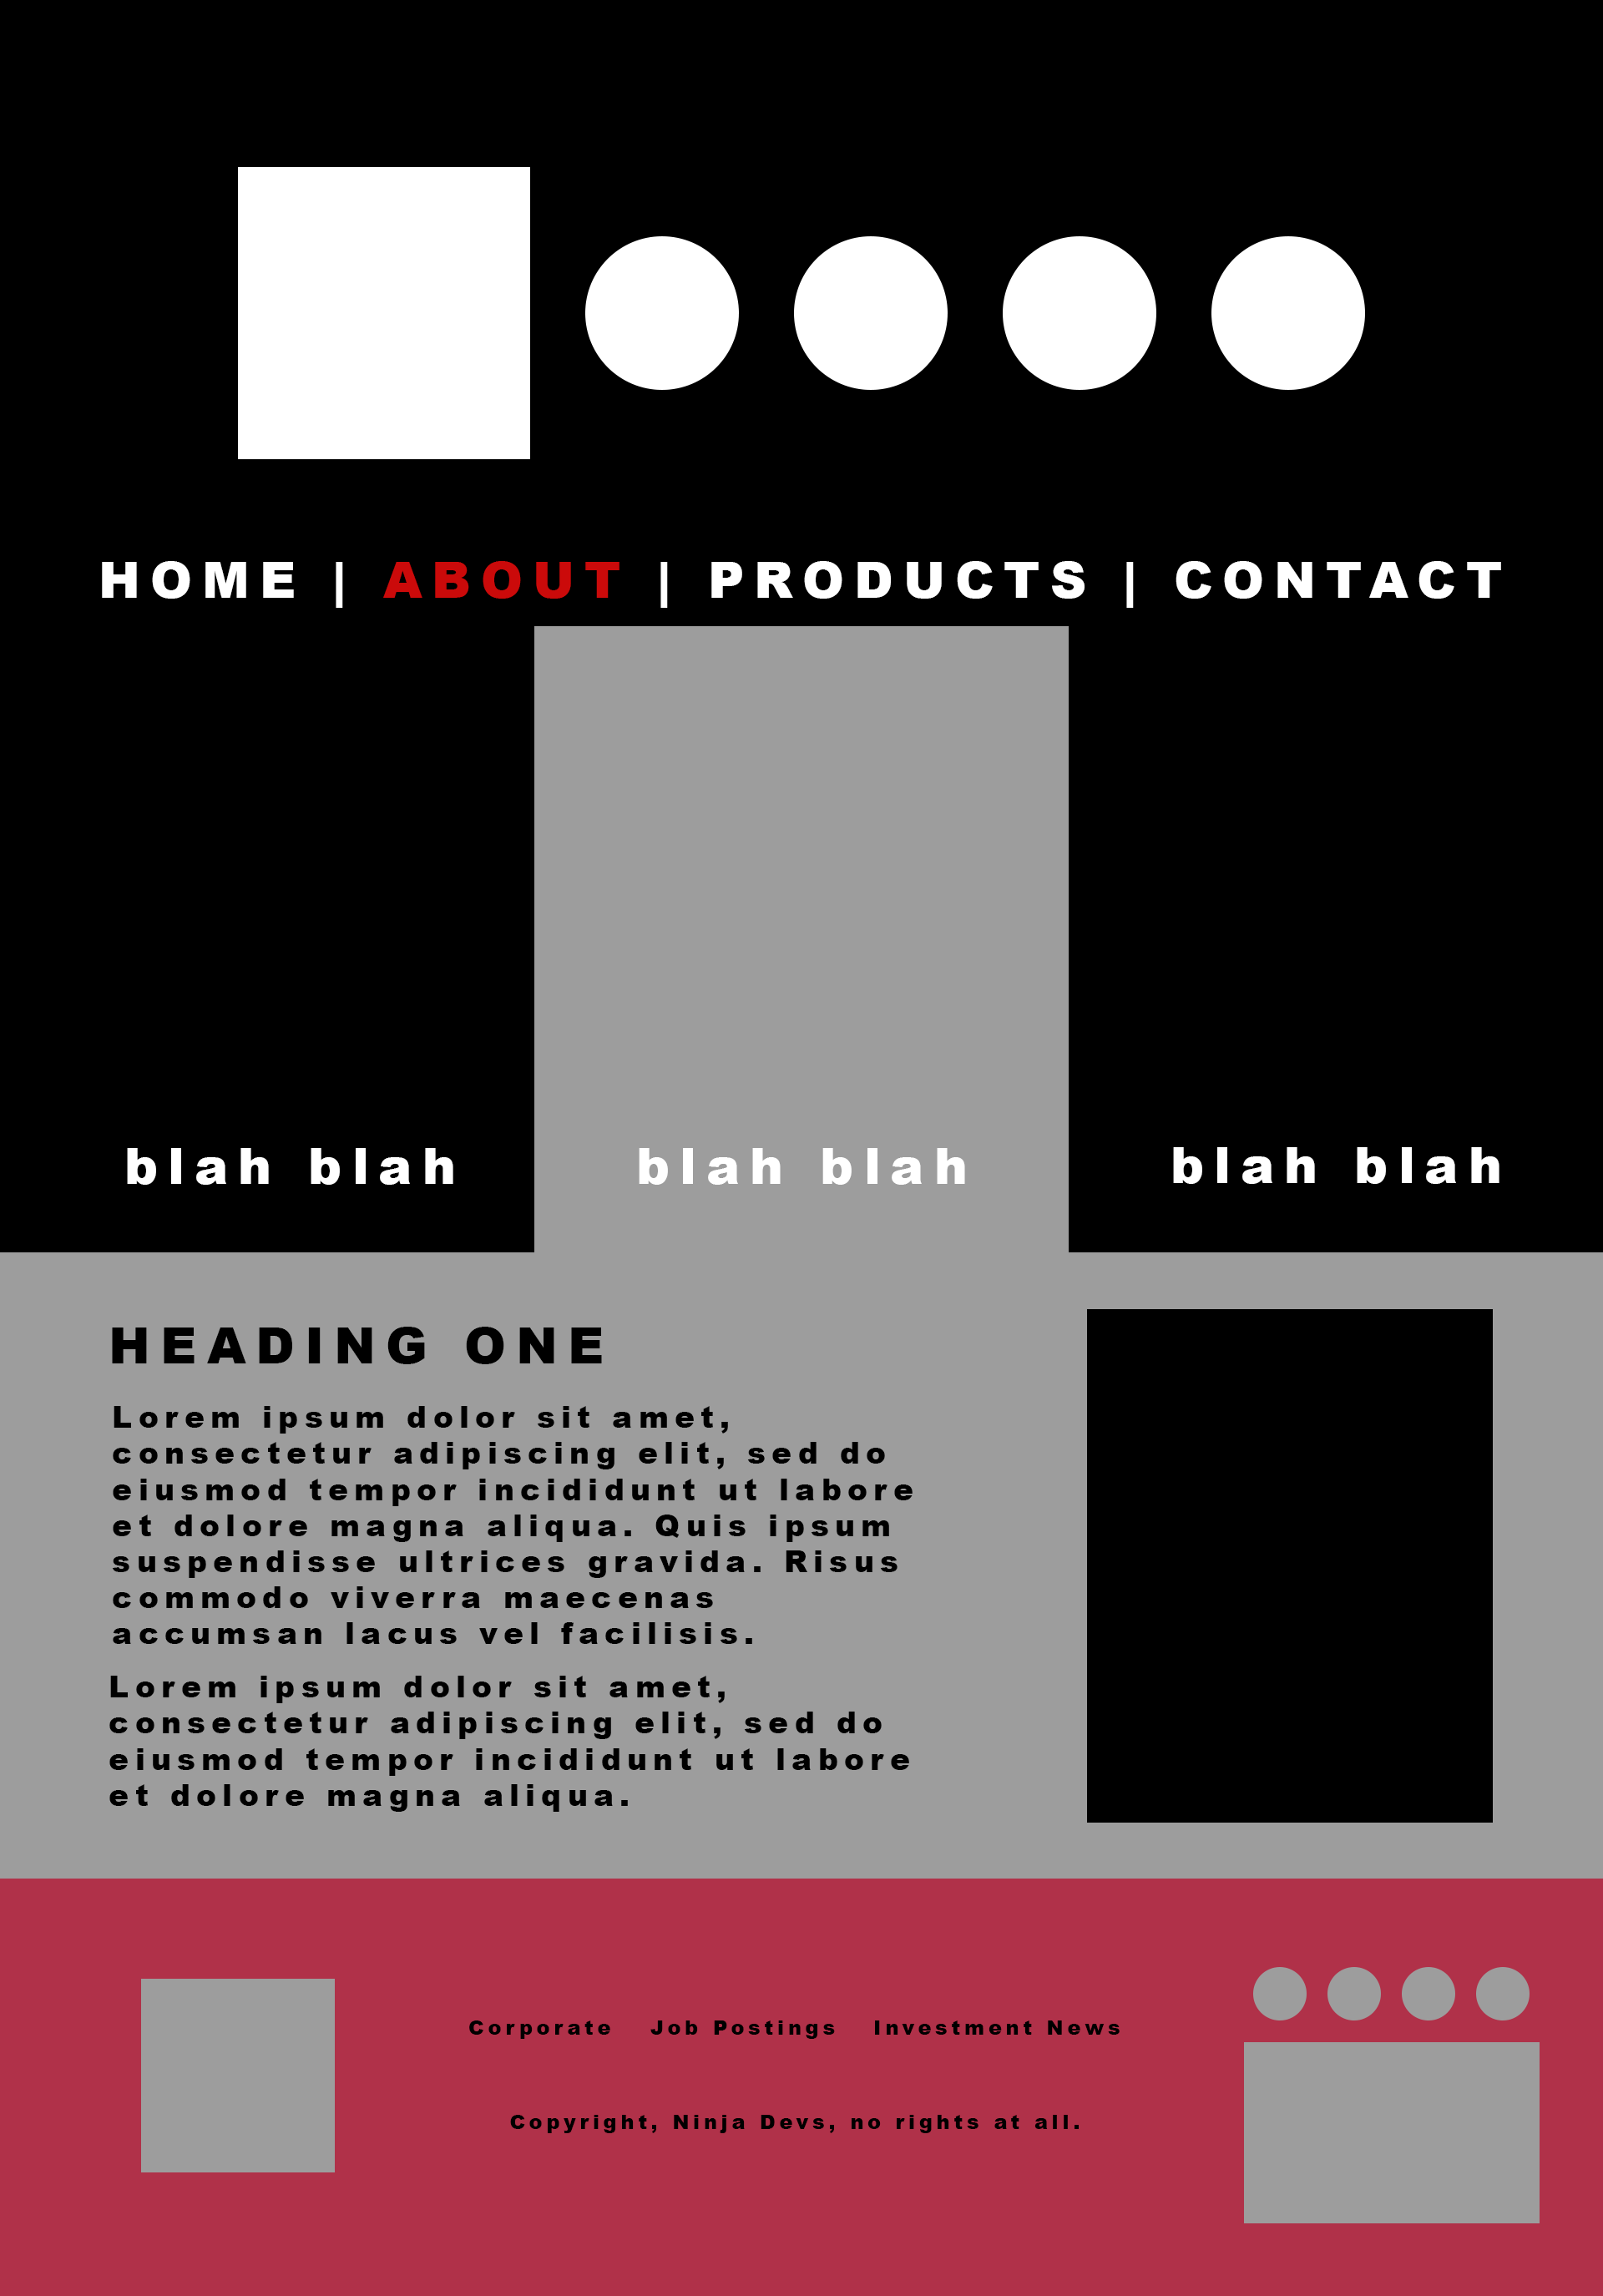 HOME | ABOUT | PRODUCTS | CONTACT
blah blah
blah blah
blah blah
HEADING ONE
Lorem ipsum dolor sit amet,
consectetur adipiscing elit, sed do
eiusmod tempor incididunt ut labore
et dolore magna aliqua. Quis ipsum
suspendisse ultrices gravida. Risus
commodo viverra maecenas
accumsan lacus vel facilisis.
Lorem ipsum dolor sit amet,
consectetur adipiscing elit, sed do
eiusmod tempor incididunt ut labore
et dolore magna aliqua.
Corporate Job Postings Investment News
Copyright, Ninja Devs, no rights at all.